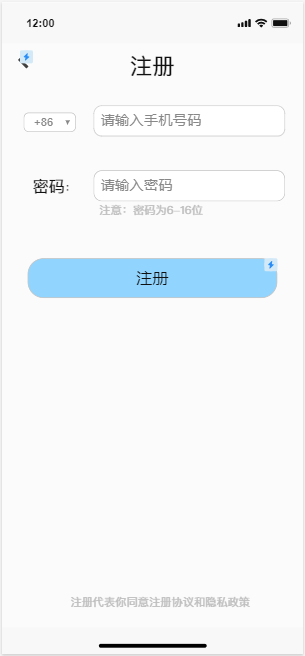 12:00
注册
+86
请输入手机号码
密码：
请输入密码
注意：密码为6-16位
注册
注册代表你同意注册协议和隐私政策